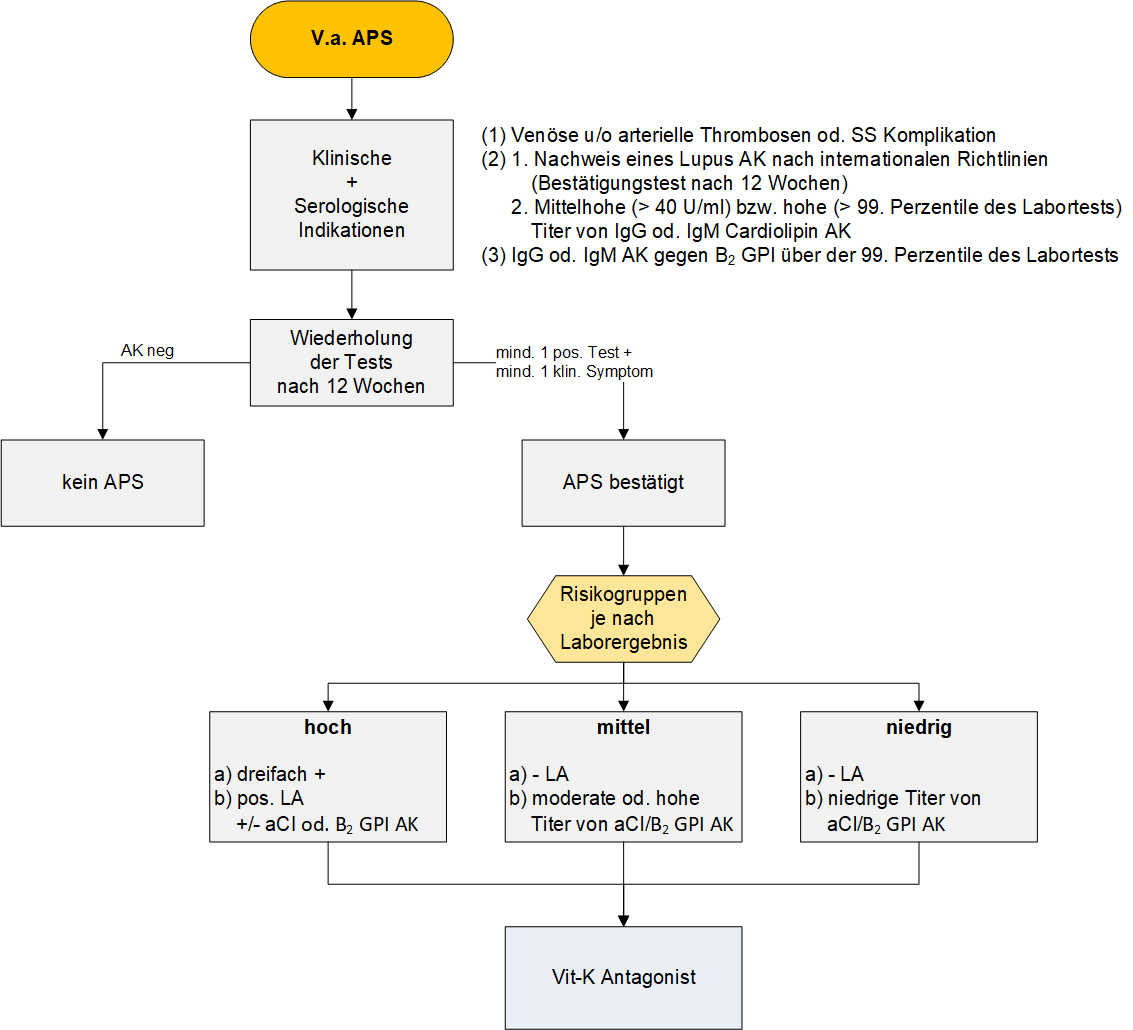 V.a. APS
Klinische
+
Serologische
Indikationen
(1) Venöse u/o arterielle Thrombosen od. SS Komplikation
(2) 1. Nachweis eines Lupus AK nach internationalen Richtlinien
(Bestätigungstest nach 12 Wochen)
2. Mittelhohe (> 40 U/ml) bzw. hohe (> 99. Perzentile des Labortests)
Titer von IgG od. IgM Cardiolipin AK
(3) IgG od. IgM AK gegen B₂ GPI über der 99. Perzentile des Labortests
Wiederholung
der Tests
nach 12 Wochen
AK neg
mind. 1 pos. Test +
mind. 1 klin. Symptom
kein APS
APS bestätigt
Risikogruppen
je nach
Laborergebnis
hoch
a) dreifach +
b) pos. LA
+/- aCl od. B₂ GPI AK
mittel
a) - LA
b) moderate od. hohe
Titer von aCl/B₂ GPI AK
niedrig
a) - LA
b) niedrige Titer von
aCl/B₂ GPI AK
Vit-K Antagonist